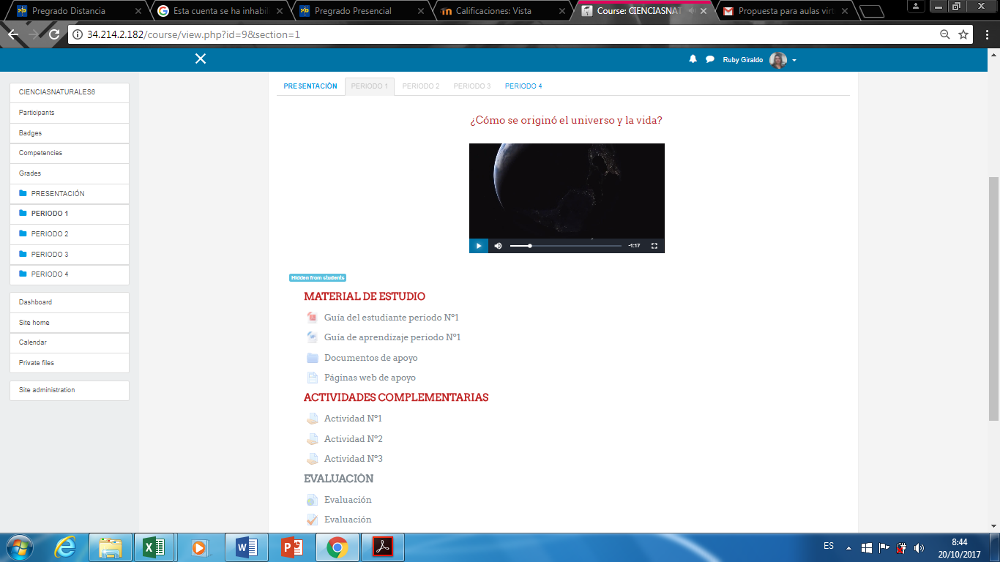 Pregrado Distancia
Esta cuenta se ha inhabil
Pregrado Presencial
Calificaciones: Vista
Course: CIENCIASNAT
Propuesta para aulas virt
34.214.2.182/course/view.php?id=9&section=1
Ruby Giraldo
CIENCIASNATURALES6
Participants
Badges
Competencies
Grades
PRESENTACIÓN
PERIODO 1
PERIODO 2
PERIODO 3
PERIODO 4
Dashboard
Site home
Calendar
Private files
Site administration
PRESENTACIÓN PERIODO 1 PERIODO 2 PERIODO 3 PERIODO 4
¿Cómo se originó el universo y la vida?
-1:17
Hidden from students
MATERIAL DE ESTUDIO
Guía del estudiante periodo N°1
Guía de aprendizaje periodo N°1
Documentos de apoyo
Páginas web de apoyo
ACTIVIDADES COMPLEMENTARIAS
Actividad N°1
Actividad N°2
Actividad N°3
EVALUACIÓN
Evaluación
Evaluación
ES
8:44
20/10/2017